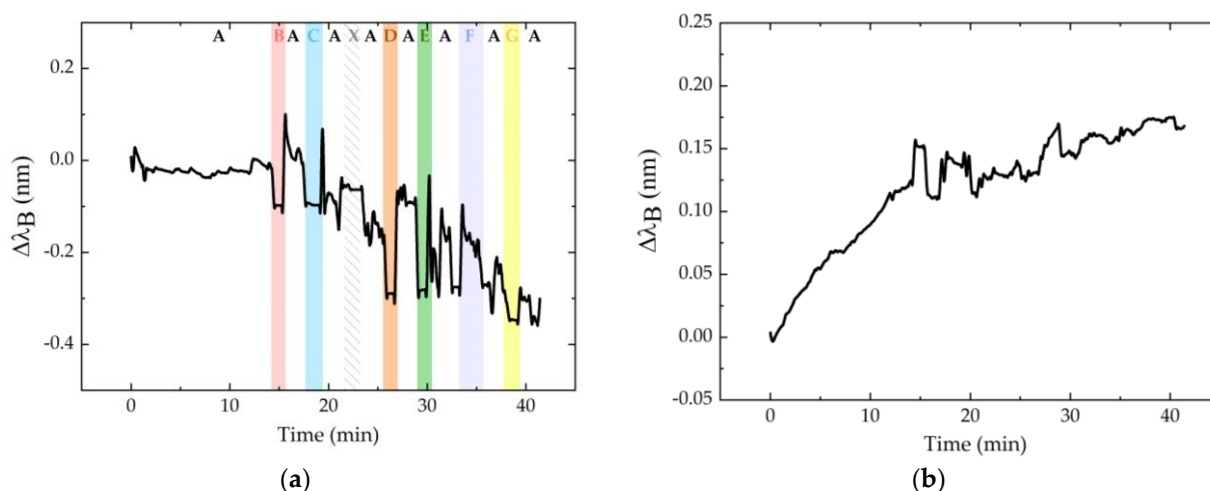 A B A C A X A D A E A F A G A
0.2
0.0
-0.2
-0.4
ΔλB (nm)
0 10 20 30 40
Time (min)
(a)
0.25
0.20
0.15
0.10
0.05
0.00
-0.05
ΔλB (nm)
0 10 20 30 40
Time (min)
(b)